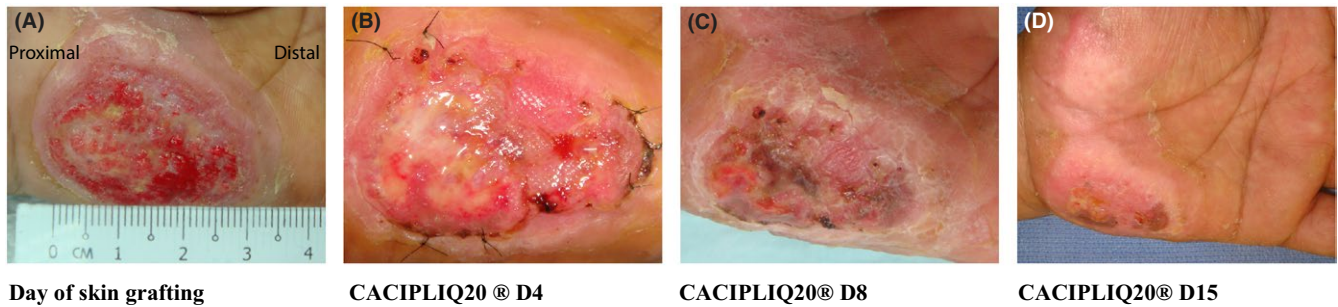 (A)
Proximal Distal
0 CM 1 2 3 4
Day of skin grafting
(B)
CACIPLIQ20 ® D4
(C)
CACIPLIQ20® D8
(D)
CACIPLIQ20® D15